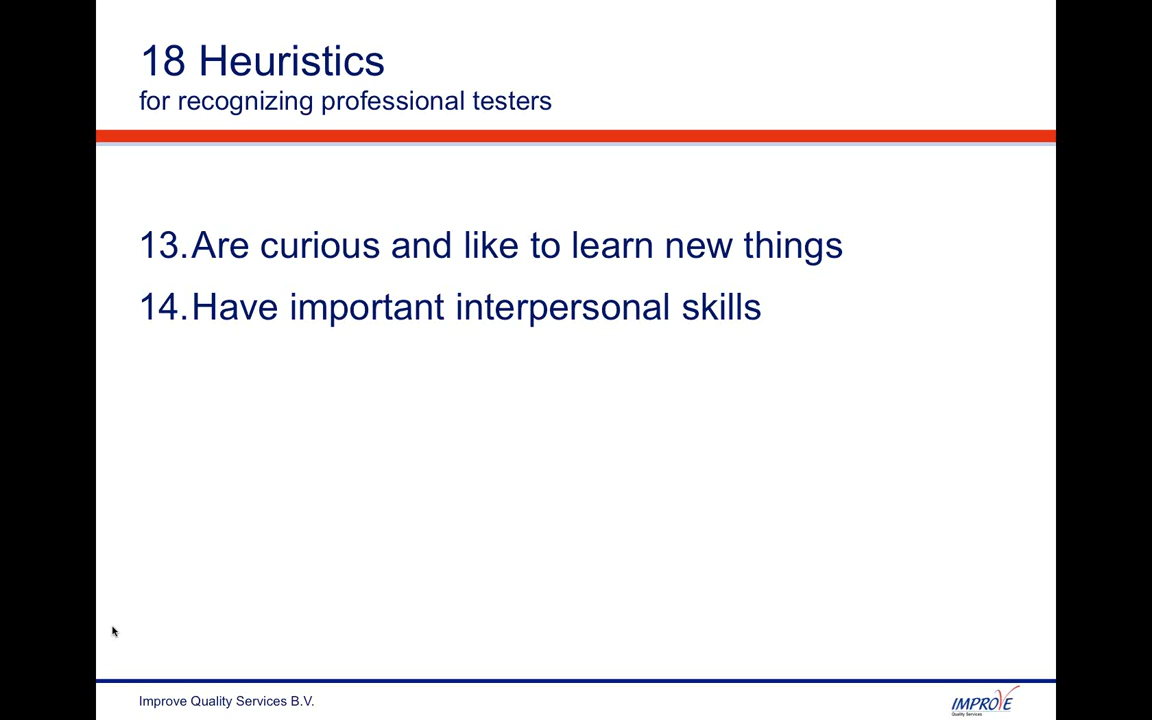 18 Heuristics
for recognizing professional testers
13. Are curious and like to learn new things
14. Have important interpersonal skills
Improve Quality Services B.V.
IMPROVE
Quality Services